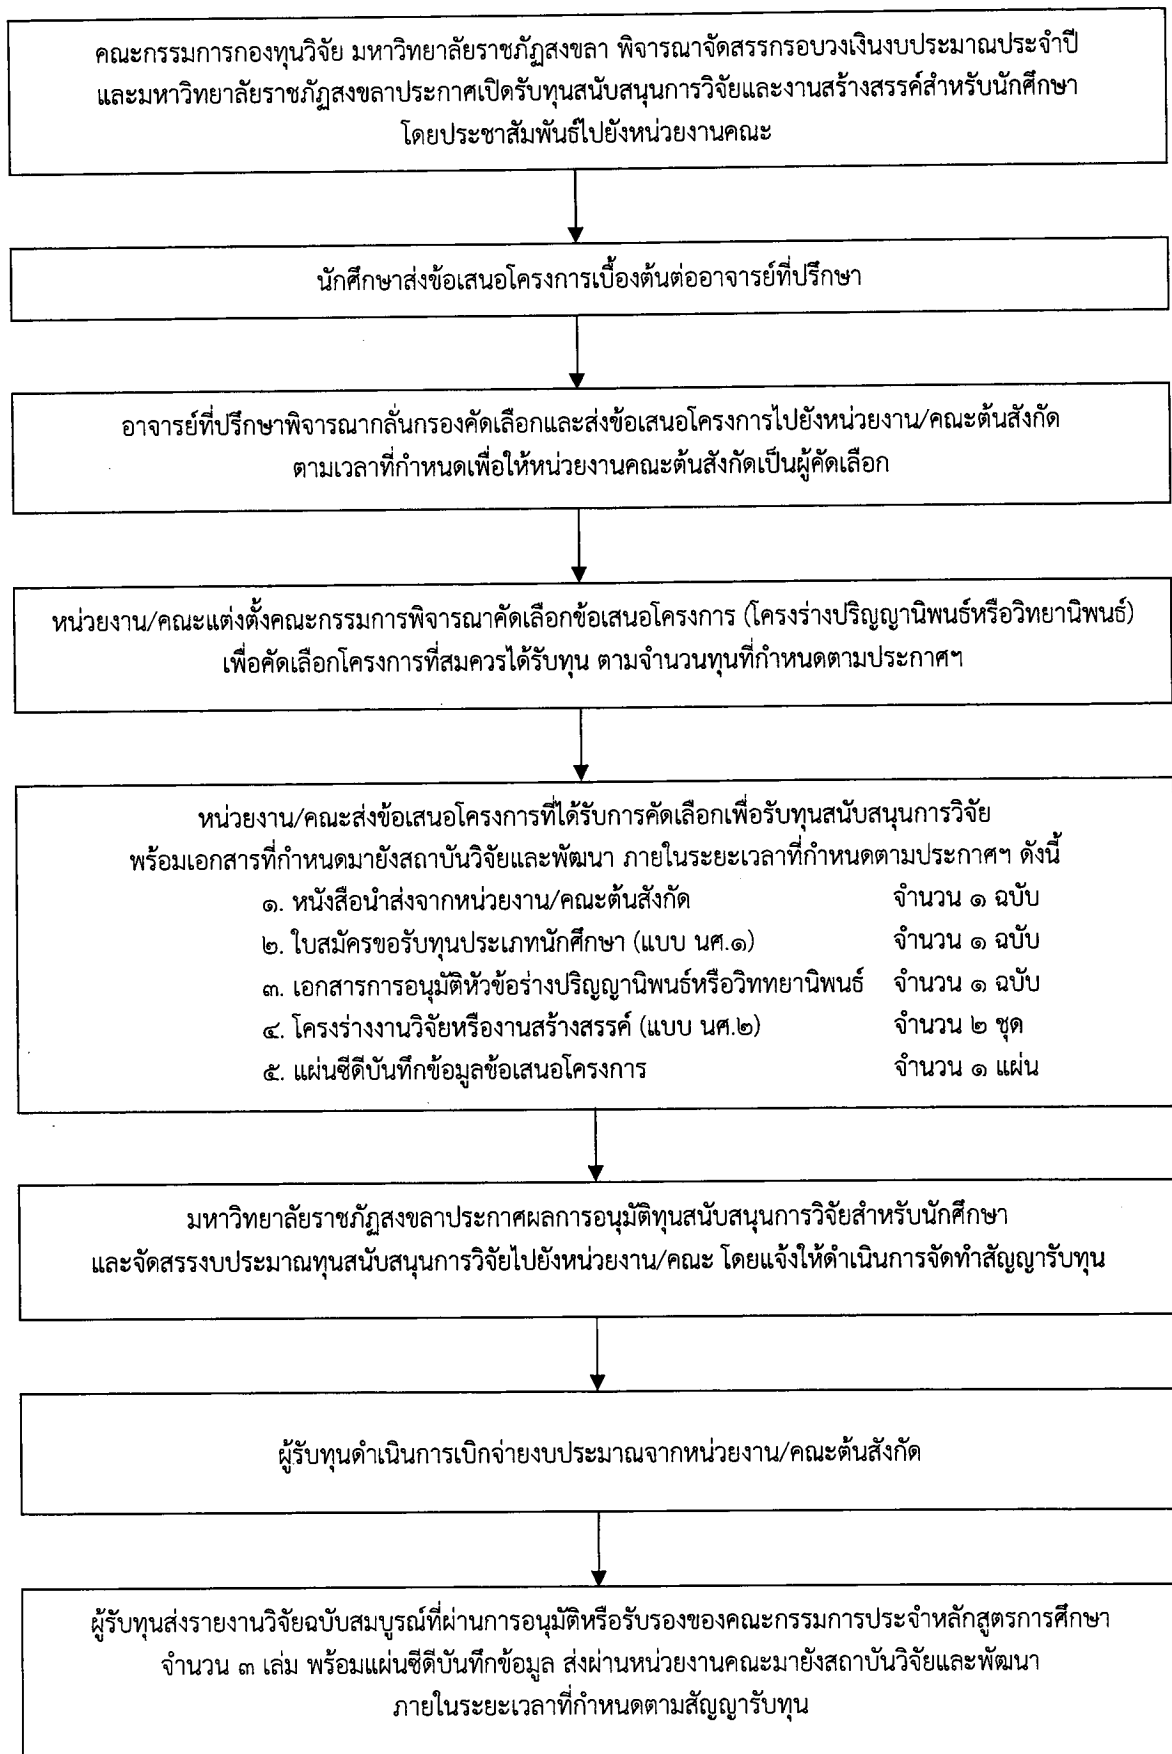 คณะกรรมการกองทุนวิจัย มหาวิทยาลัยราชภัฏสงขลา พิจารณาจัดสรรกรอบวงเงินงบประมาณประจำปี
และมหาวิทยาลัยราชภัฏสงขลาประกาศเปิดรับทุนสนับสนุนการวิจัยและงานสร้างสรรค์สำหรับนักศึกษา
โดยประชาสัมพันธ์ไปยังหน่วยงานคณะ
นักศึกษาส่งข้อเสนอโครงการเบื้องต้นต่ออาจารย์ที่ปรึกษา
อาจารย์ที่ปรึกษาพิจารณากลั่นกรองคัดเลือกและส่งข้อเสนอโครงการไปยังหน่วยงาน/คณะต้นสังกัด
ตามเวลาที่กำหนดเพื่อให้หน่วยงานคณะต้นสังกัดเป็นผู้คัดเลือก
หน่วยงาน/คณะแต่งตั้งคณะกรรมการพิจารณาคัดเลือกข้อเสนอโครงการ (โครงร่างปริญญานิพนธ์หรือวิทยานิพนธ์)
เพื่อคัดเลือกโครงการที่สมควรได้รับทุน ตามจำนวนทุนที่กำหนดตามประกาศฯ
หน่วยงาน/คณะส่งข้อเสนอโครงการที่ได้รับการคัดเลือกเพื่อรับทุนสนับสนุนการวิจัย
พร้อมเอกสารที่กำหนดมายังสถาบันวิจัยและพัฒนา ภายในระยะเวลาที่กำหนดตามประกาศฯ ดังนี้
๑. หนังสือนำส่งจากหน่วยงาน/คณะต้นสังกัด จำนวน ๑ ฉบับ
๒. ใบสมัครขอรับทุนประเภทนักศึกษา (แบบ นศ.๑) จำนวน ๑ ฉบับ
๓. เอกสารการอนุมัติหัวข้อร่างปริญญานิพนธ์หรือวิททยานิพนธ์ จำนวน ๑ ฉบับ
๔. โครงร่างงานวิจัยหรืองานสร้างสรรค์ (แบบ นศ.๒) จำนวน ๒ ชุด
๕. แผ่นซีดีบันทึกข้อมูลข้อเสนอโครงการ จำนวน ๑ แผ่น
มหาวิทยาลัยราชภัฏสงขลาประกาศผลการอนุมัติทุนสนับสนุนการวิจัยสำหรับนักศึกษา
และจัดสรรงบประมาณทุนสนับสนุนการวิจัยไปยังหน่วยงาน/คณะ โดยแจ้งให้ดำเนินการจัดทำสัญญารับทุน
ผู้รับทุนดำเนินการเบิกจ่ายงบประมาณจากหน่วยงาน/คณะต้นสังกัด
ผู้รับทุนส่งรายงานวิจัยฉบับสมบูรณ์ที่ผ่านการอนุมัติหรือรับรองของคณะกรรมการประจำหลักสูตรการศึกษา
จำนวน ๓ เล่ม พร้อมแผ่นซีดีบันทึกข้อมูล ส่งผ่านหน่วยงานคณะมายังสถาบันวิจัยและพัฒนา
ภายในระยะเวลาที่กำหนดตามสัญญารับทุน